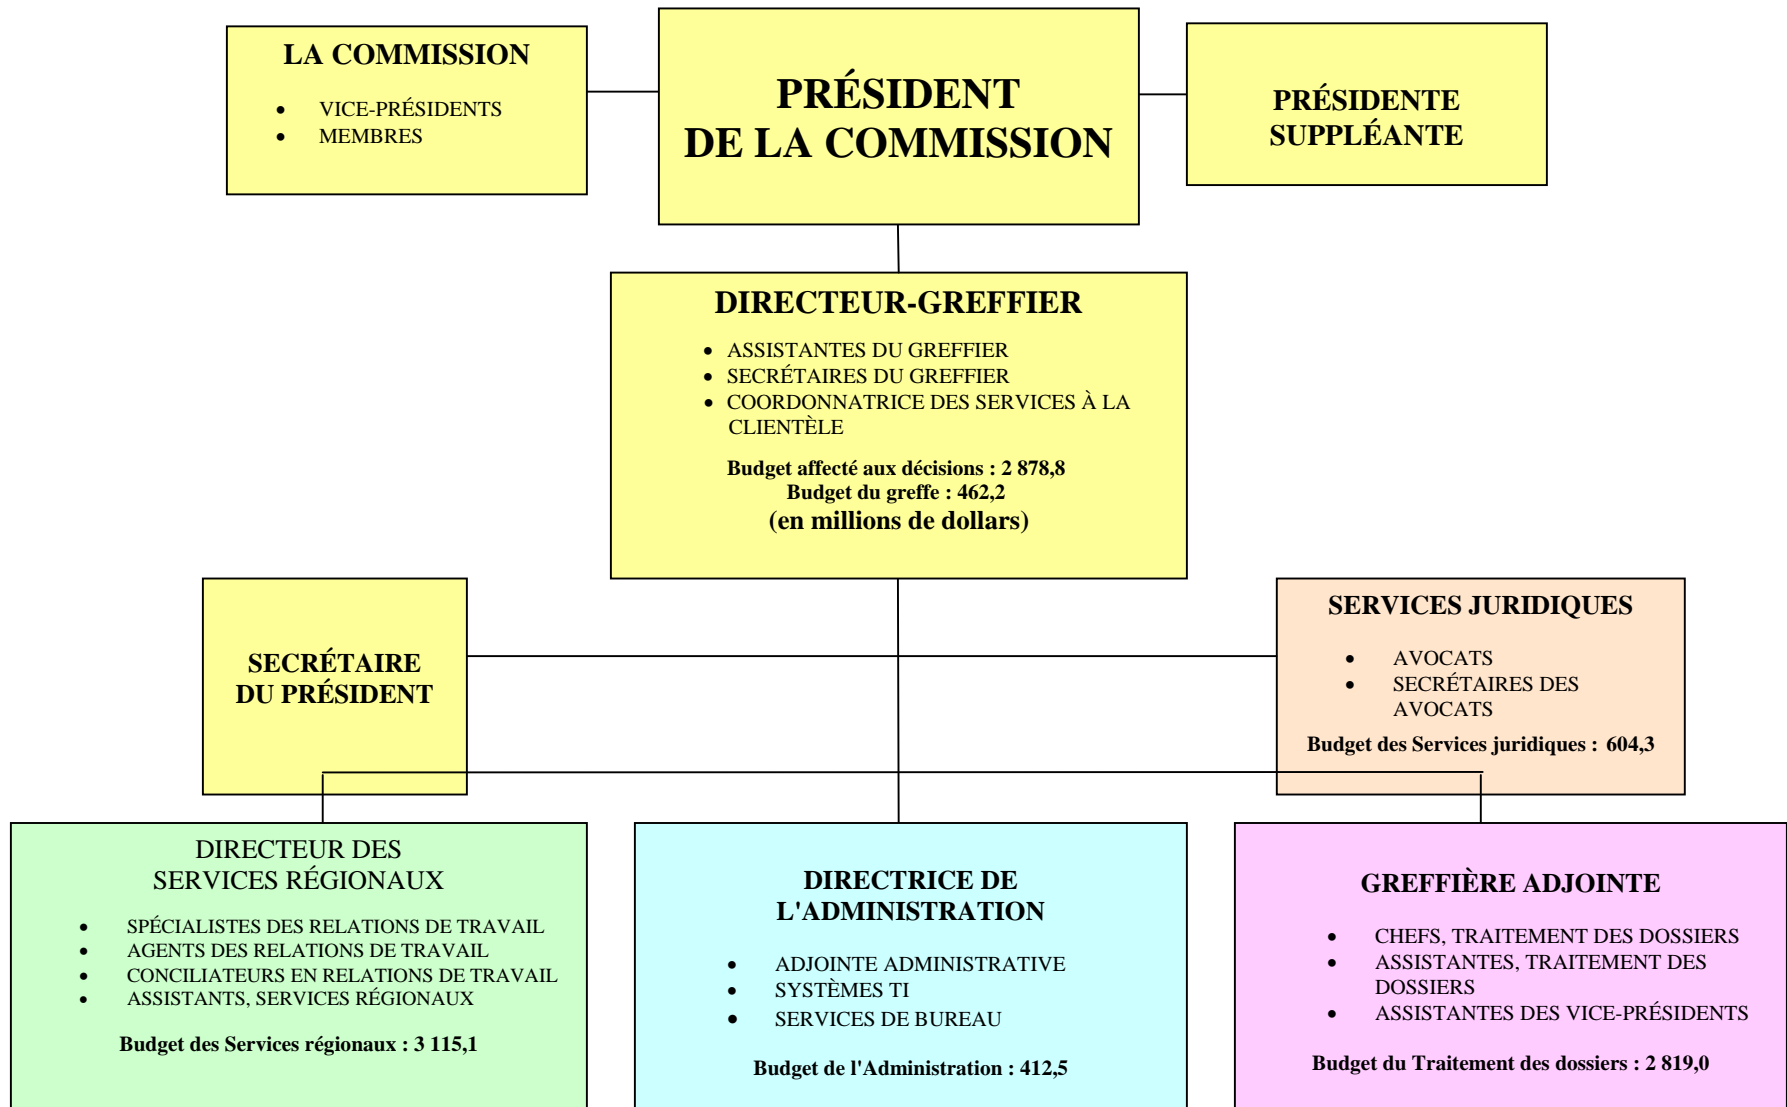 LA COMMISSION
• VICE-PRÉSIDENTS
• MEMBRES
PRÉSIDENT
DE LA COMMISSION
PRÉSIDENTE
SUPPLÉANTE
DIRECTEUR-GREFFIER
• ASSISTANTES DU GREFFIER
• SECRÉTAIRES DU GREFFIER
• COORDONNATRICE DES SERVICES À LA
CLIENTÈLE
Budget affecté aux décisions : 2 878,8
Budget du greffe : 462,2
(en millions de dollars)
SECRÉTAIRE
DU PRÉSIDENT
SERVICES JURIDIQUES
• AVOCATS
• SECRÉTAIRES DES
AVOCATS
Budget des Services juridiques : 604,3
DIRECTEUR DES
SERVICES RÉGIONAUX
• SPÉCIALISTES DES RELATIONS DE TRAVAIL
• AGENTS DES RELATIONS DE TRAVAIL
• CONCILIATEURS EN RELATIONS DE TRAVAIL
• ASSISTANTS, SERVICES RÉGIONAUX
Budget des Services régionaux : 3 115,1
DIRECTRICE DE
L'ADMINISTRATION
• ADJOINTE ADMINISTRATIVE
• SYSTÈMES TI
• SERVICES DE BUREAU
Budget de l'Administration : 412,5
GREFFIÈRE ADJOINTE
• CHEFS, TRAITEMENT DES DOSSIERS
• ASSISTANTES, TRAITEMENT DES
DOSSIERS
• ASSISTANTES DES VICE-PRÉSIDENTS
Budget du Traitement des dossiers : 2 819,0